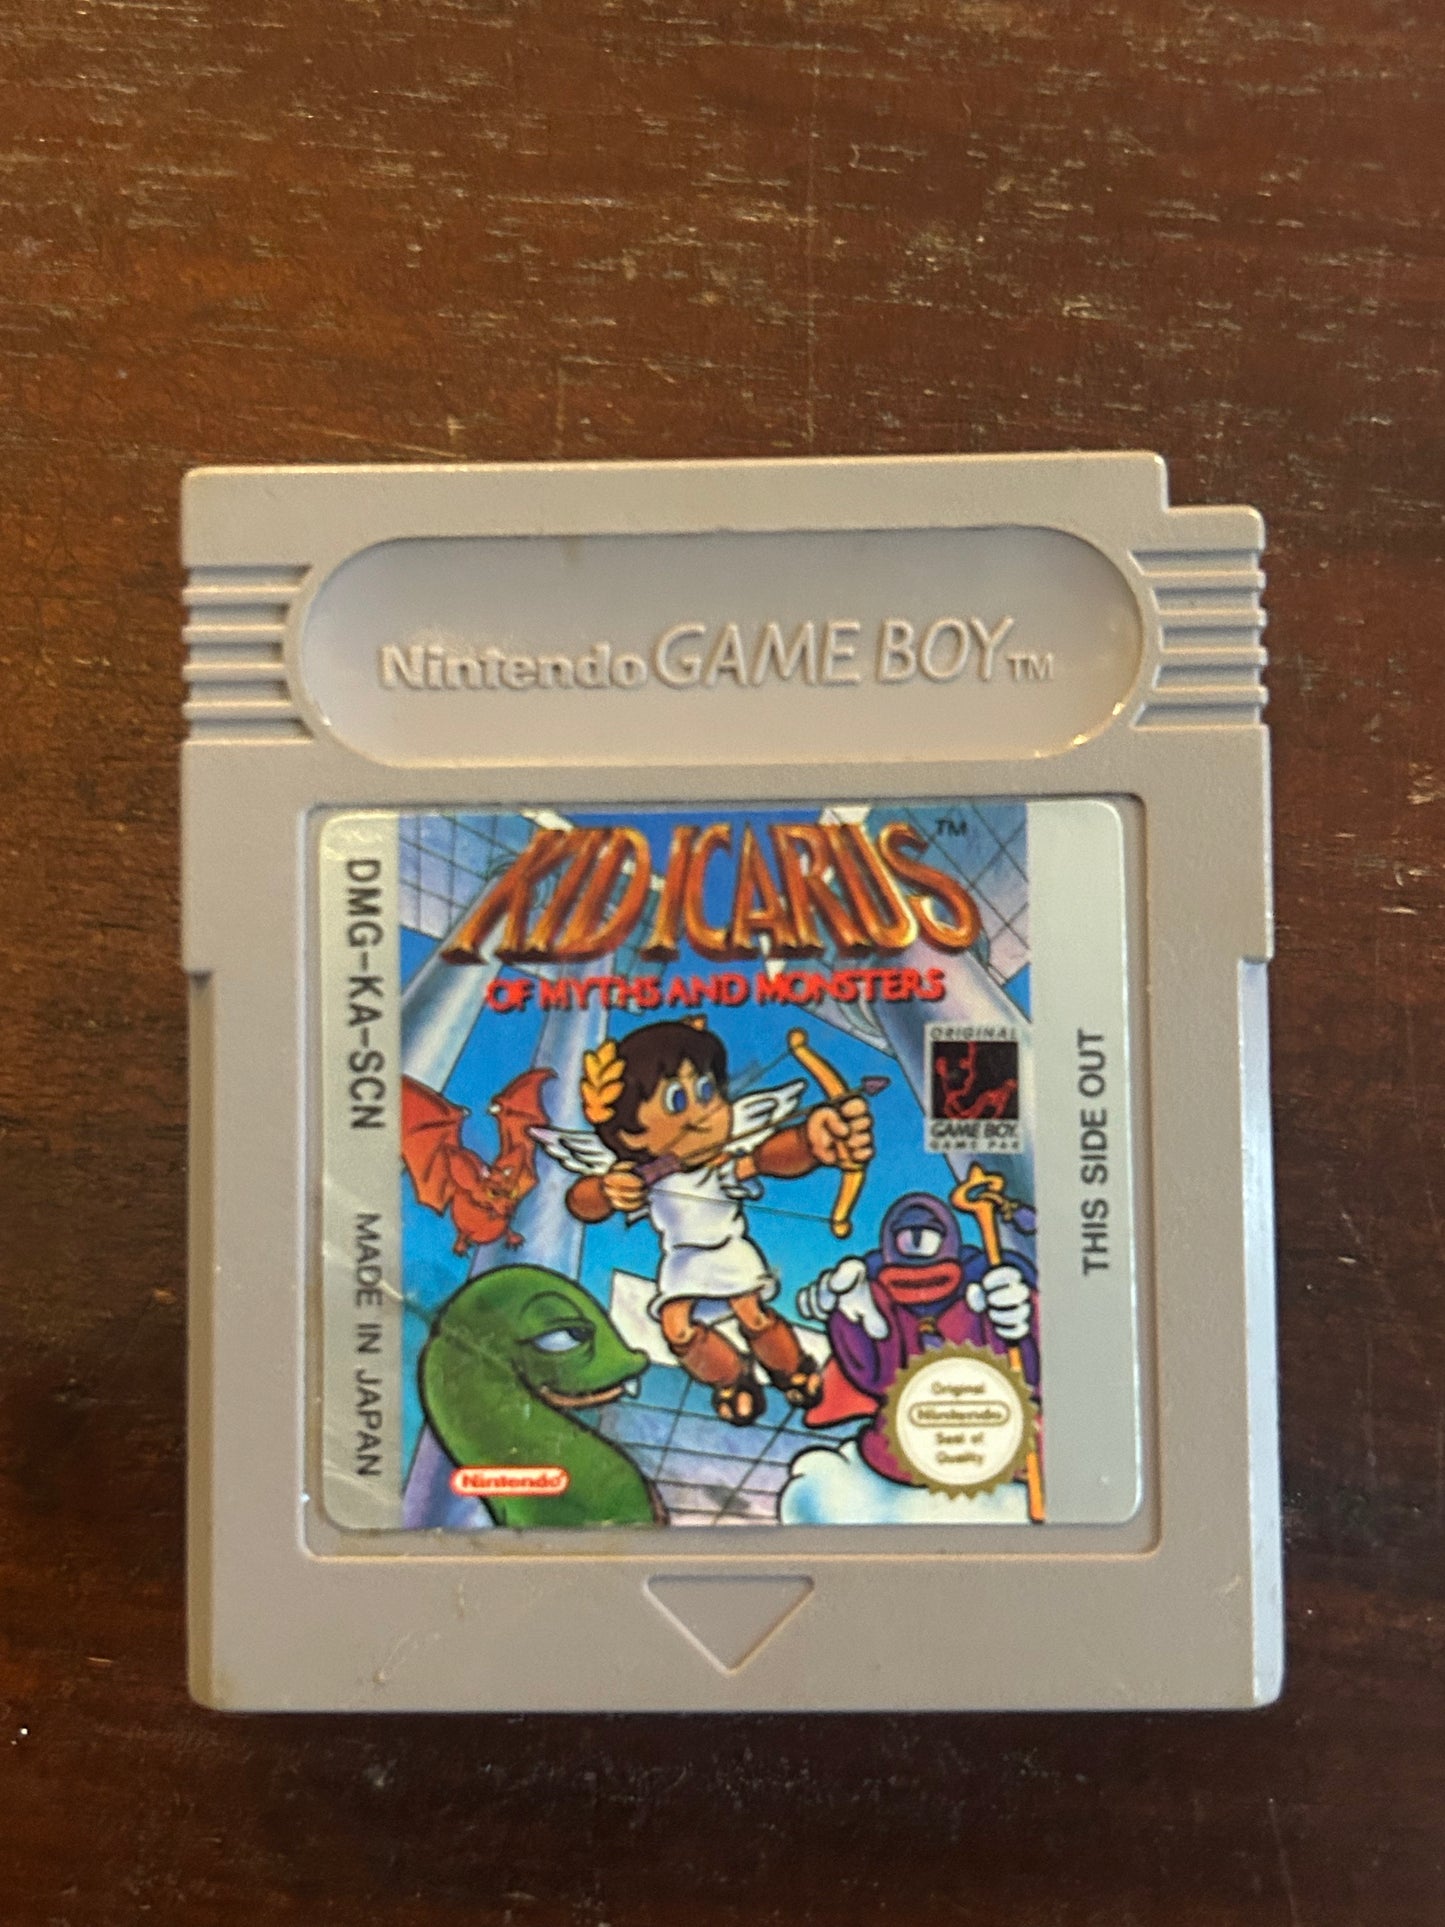 Nintendo GAME BOY TM
KID ICARUS TM
OF MYTHS AND MONSTERS
DMG-KA-SCN MADE IN JAPAN
ORIGINAL
GAME BOY
GAME PAK
THIS SIDE OUT
Original
Nintendo
Seal of
Quality
Nintendo